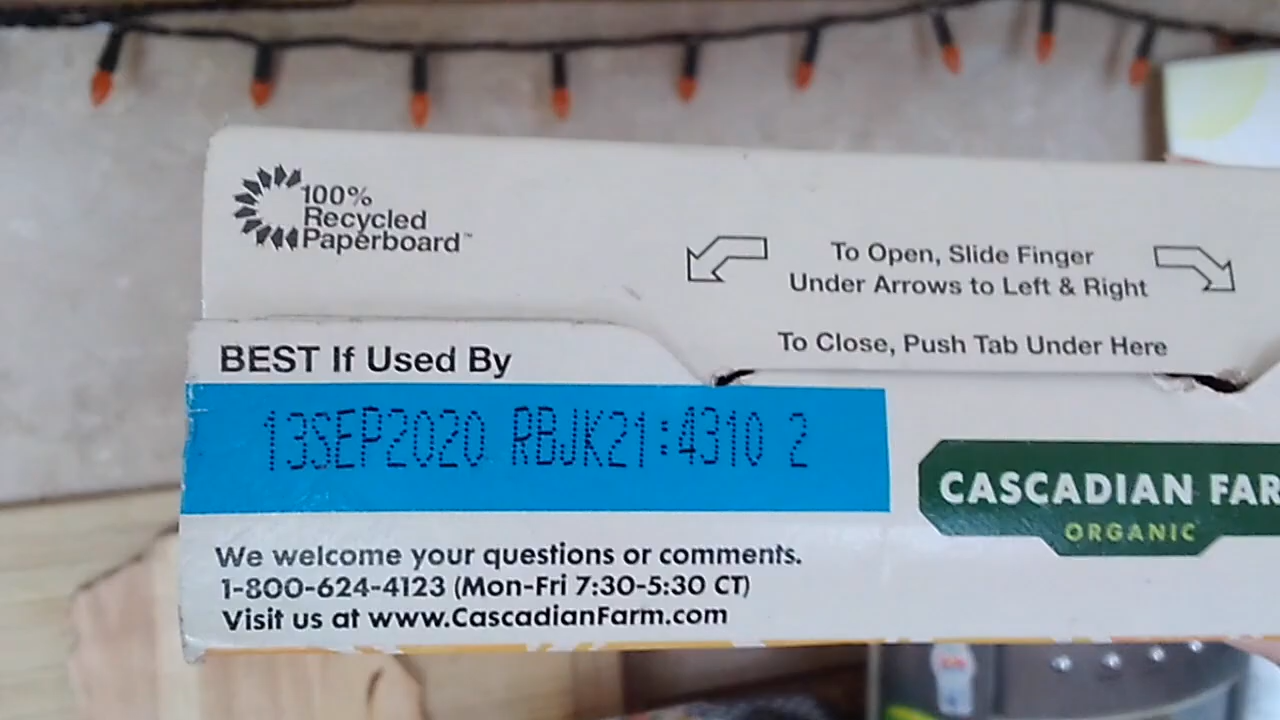 100%
Recycled
Paperboard™
To Open, Slide Finger
Under Arrows to Left & Right
To Close, Push Tab Under Here
BEST If Used By
13SEP2020 RBJK21:4310 2
CASCADIAN FAR
ORGANIC
We welcome your questions or comments.
1-800-624-4123 (Mon-Fri 7:30-5:30 CT)
Visit us at www.CascadianFarm.com